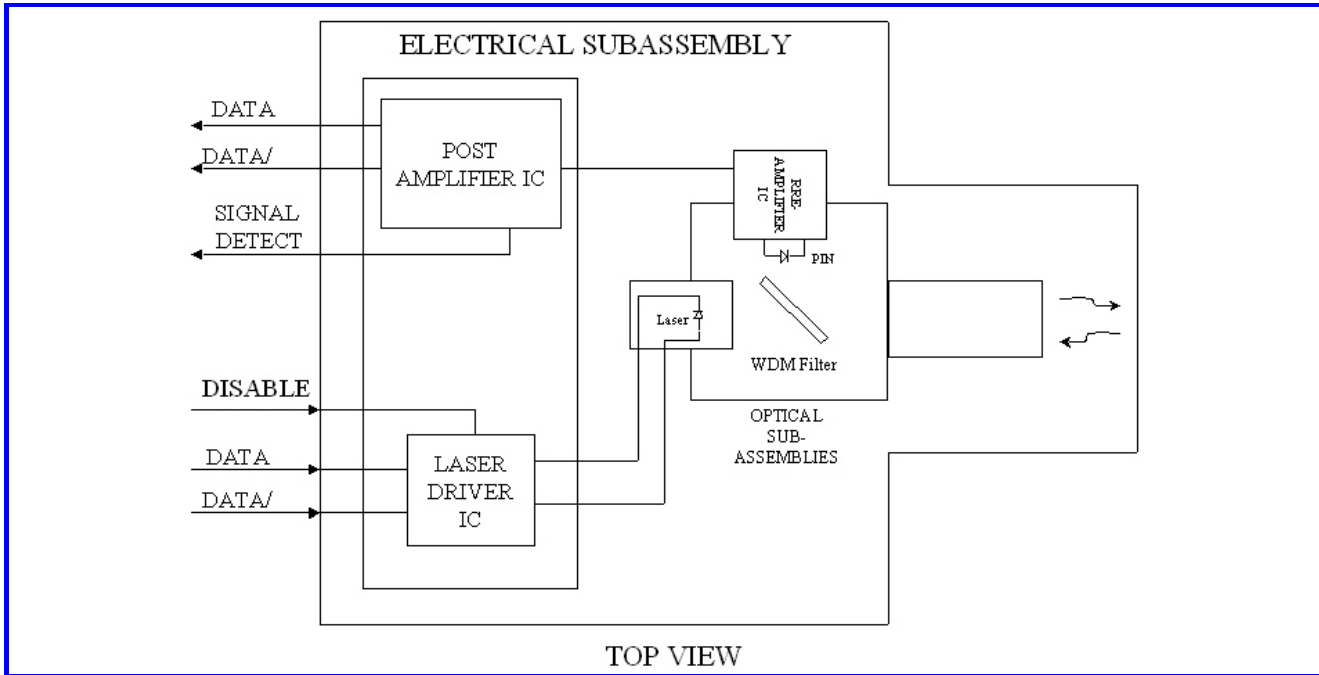 ELECTRICAL SUBASSEMBLY
DATA
DATA/
SIGNAL
DETECT
POST
AMPLIFIER IC
RRE-
AMPLIFIER
IC
PIN
Laser
WDM Filter
OPTICAL
SUB-
ASSEMBLIES
DISABLE
DATA
DATA/
LASER
DRIVER
IC
TOP VIEW